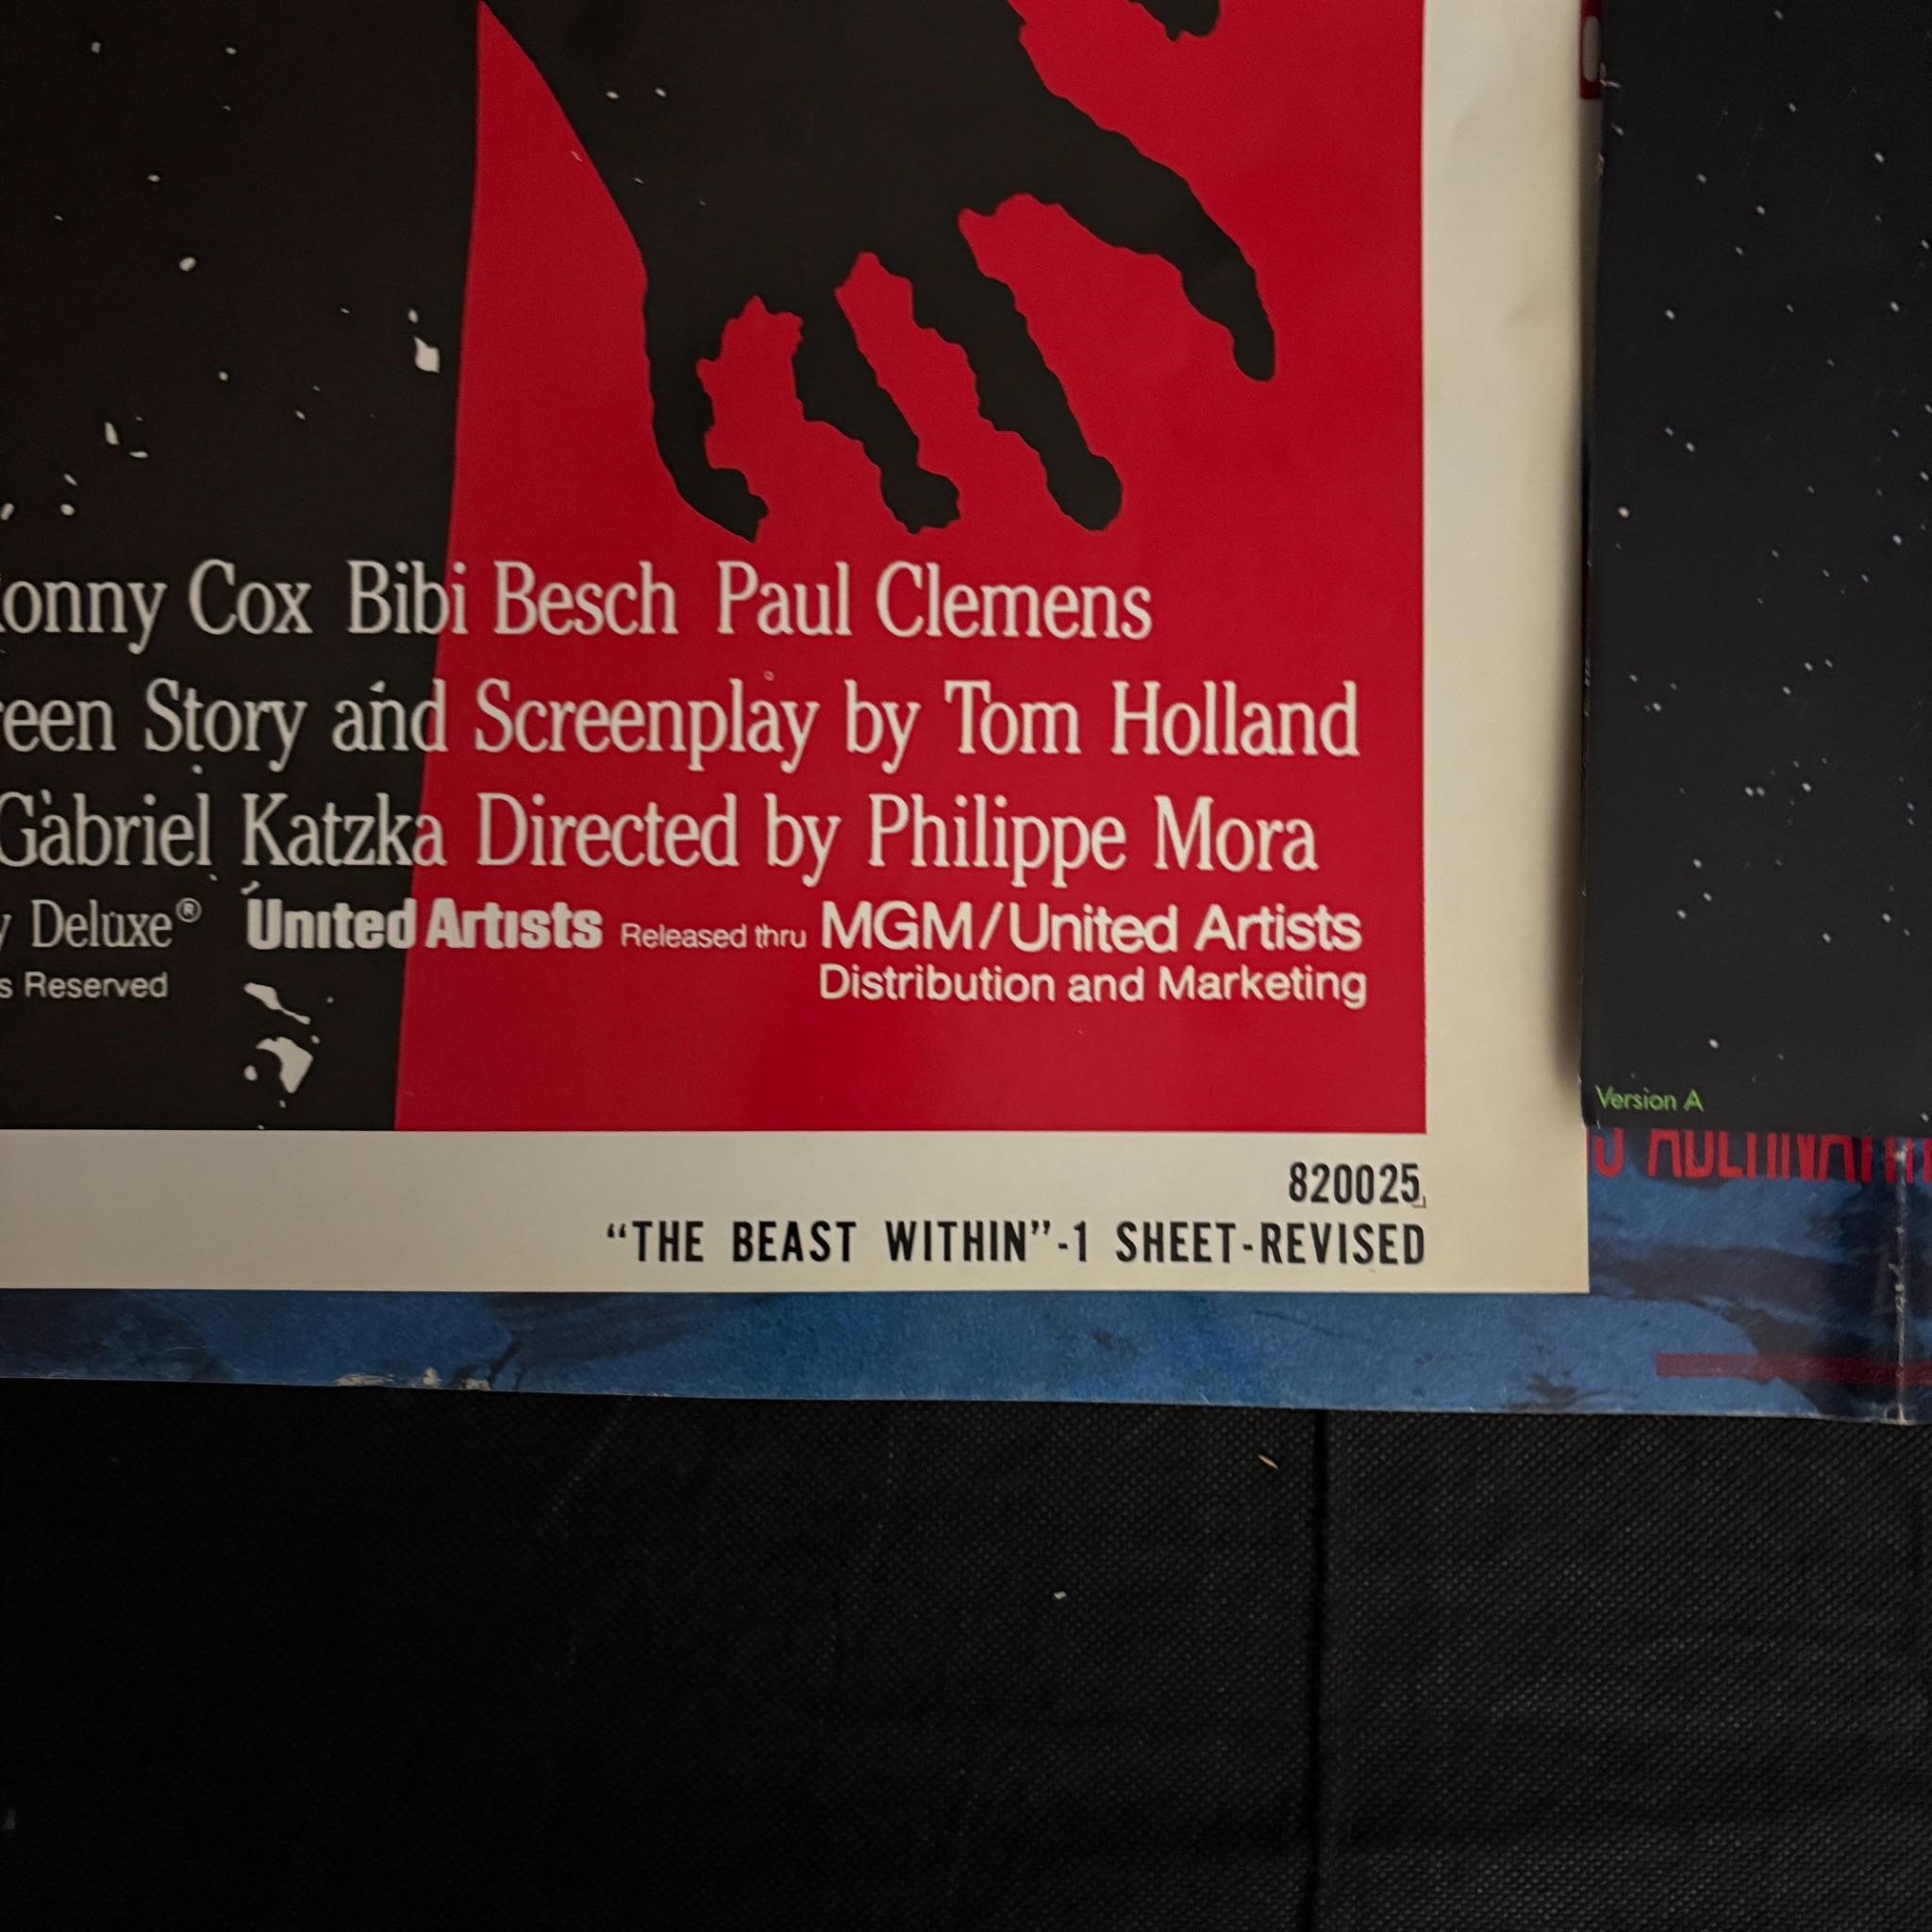 onny Cox Bibi Besch Paul Clemens
reen Story and Screenplay by Tom Holland
Gabriel Katzka Directed by Philippe Mora
y Deluxe® United Artists Released thru MGM/United Artists
s Reserved Distribution and Marketing
Version A
820025
“THE BEAST WITHIN”-1 SHEET-REVISED